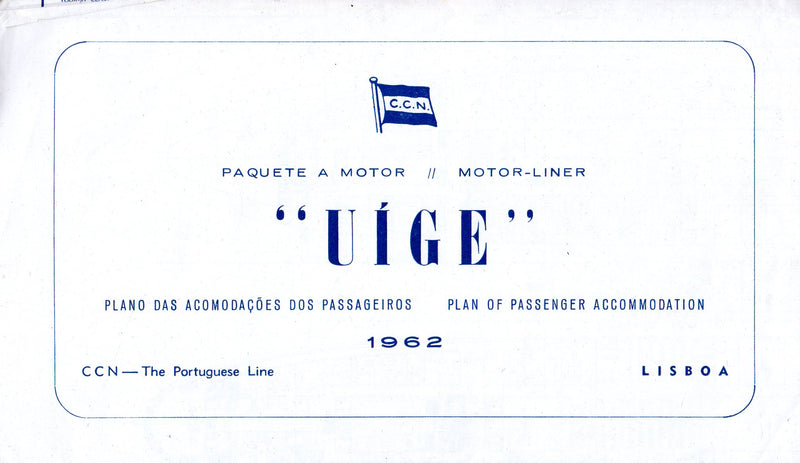 C.C.N.
PAQUETE A MOTOR // MOTOR-LINER
“UÍGE”
PLANO DAS ACOMODAÇÕES DOS PASSAGEIROS PLAN OF PASSENGER ACCOMMODATION
1962
CCN — The Portuguese Line LISBOA